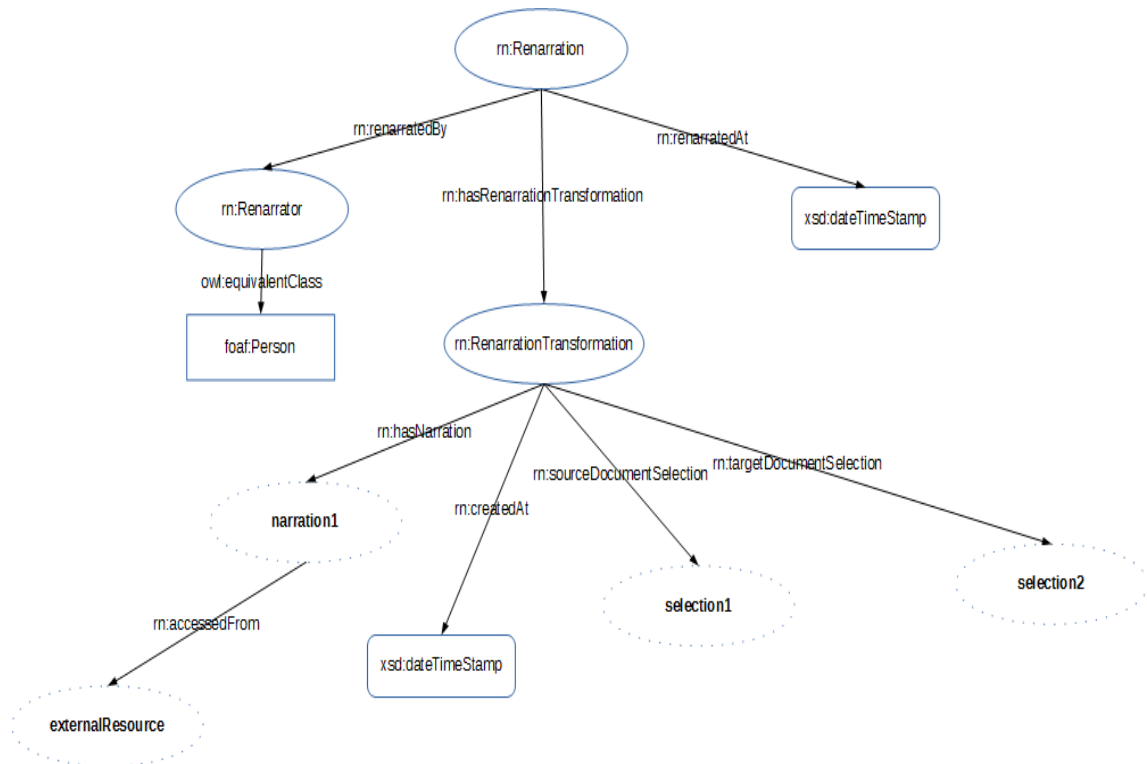 rn:Renarration
rn:renarratedBy
rn:renarratedAt
rn:hasRenarrationTransformation
rn:Renarrator
xsd:dateTimeStamp
owl:equivalentClass
foaf:Person
rn:RenarrationTransformation
rn:hasNarration
rn:targetDocumentSelection
rn:sourceDocumentSelection
rn:createdAt
narration1
selection2
selection1
rn:accessedFrom
xsd:dateTimeStamp
externalResource